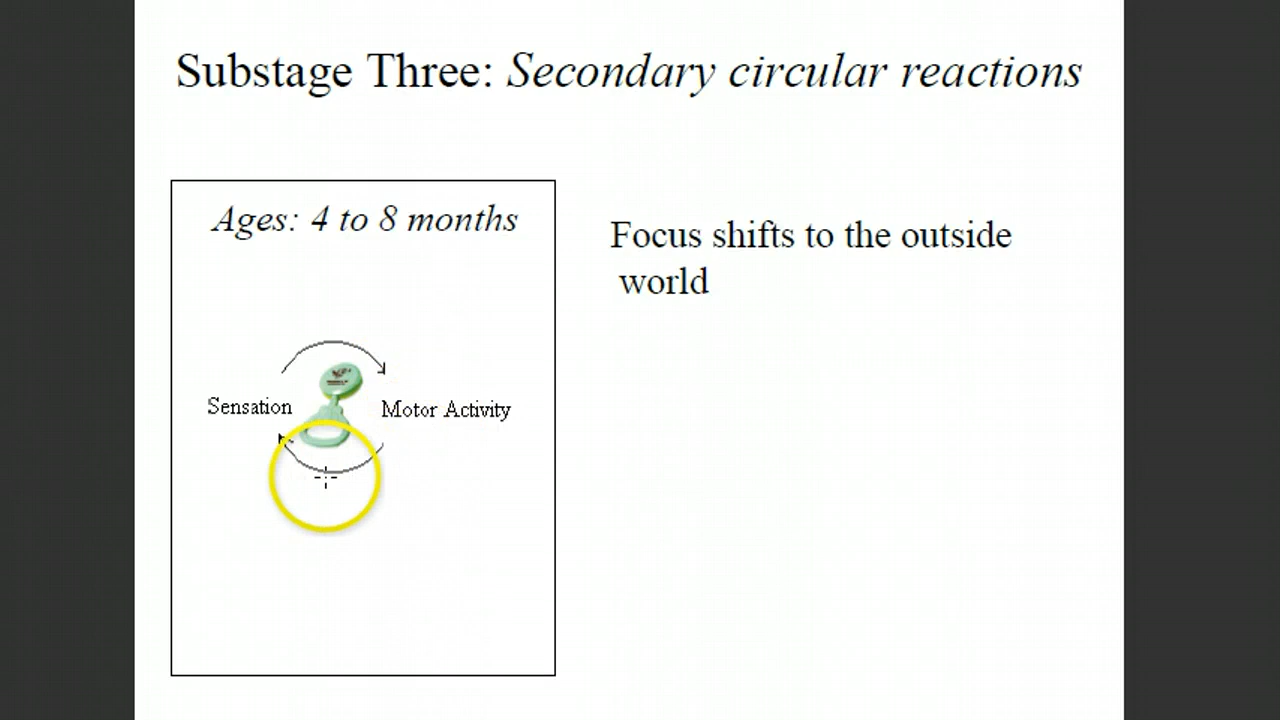 Substage Three: Secondary circular reactions
Ages: 4 to 8 months
Focus shifts to the outside
world
Sensation
Motor Activity